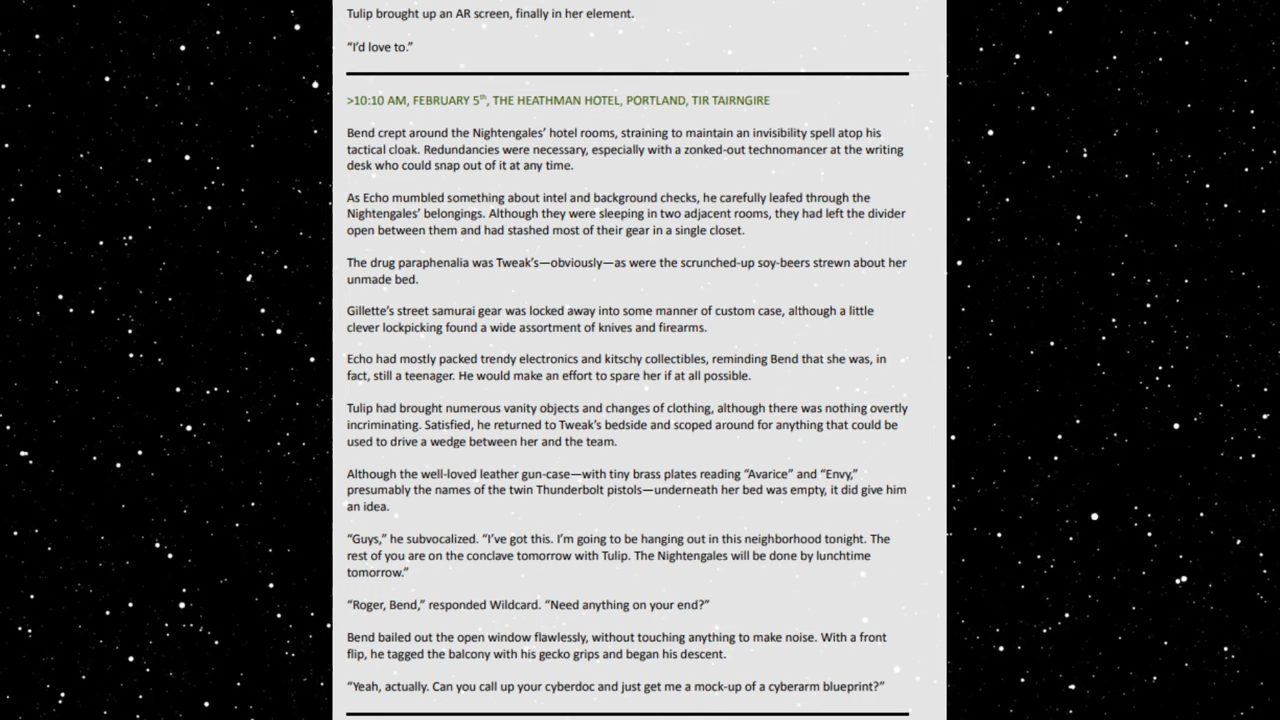 Tulip brought up an AR screen, finally in her element.
“I’d love to.”
>10:10 AM, FEBRUARY 5th, THE HEATHMAN HOTEL, PORTLAND, TIR TAIRNGIRE
Bend crept around the Nightengales’ hotel rooms, straining to maintain an invisibility spell atop his
tactical cloak. Redundancies were necessary, especially with a zonked-out technomancer at the writing
desk who could snap out of it at any time.
As Echo mumbled something about intel and background checks, he carefully leafed through the
Nightengales’ belongings. Although they were sleeping in two adjacent rooms, they had left the divider
open between them and had stashed most of their gear in a single closet.
The drug paraphenalia was Tweak’s—obviously—as were the scrunched-up soy-beers strewn about her
unmade bed.
Gillette’s street samurai gear was locked away into some manner of custom case, although a little
clever lockpicking found a wide assortment of knives and firearms.
Echo had mostly packed trendy electronics and kitschy collectibles, reminding Bend that she was, in
fact, still a teenager. He would make an effort to spare her if at all possible.
Tulip had brought numerous vanity objects and changes of clothing, although there was nothing overtly
incriminating. Satisfied, he returned to Tweak’s bedside and scoped around for anything that could be
used to drive a wedge between her and the team.
Although the well-loved leather gun-case—with tiny brass plates reading “Avarice” and “Envy,”
presumably the names of the twin Thunderbolt pistols—underneath her bed was empty, it did give him
an idea.
“Guys,” he subvocalized. “I’ve got this. I’m going to be hanging out in this neighborhood tonight. The
rest of you are on the conclave tomorrow with Tulip. The Nightengales will be done by lunchtime
tomorrow.”
“Roger, Bend,” responded Wildcard. “Need anything on your end?”
Bend bailed out the open window flawlessly, without touching anything to make noise. With a front
flip, he tagged the balcony with his gecko grips and began his descent.
“Yeah, actually. Can you call up your cyberdoc and just get me a mock-up of a cyberarm blueprint?”